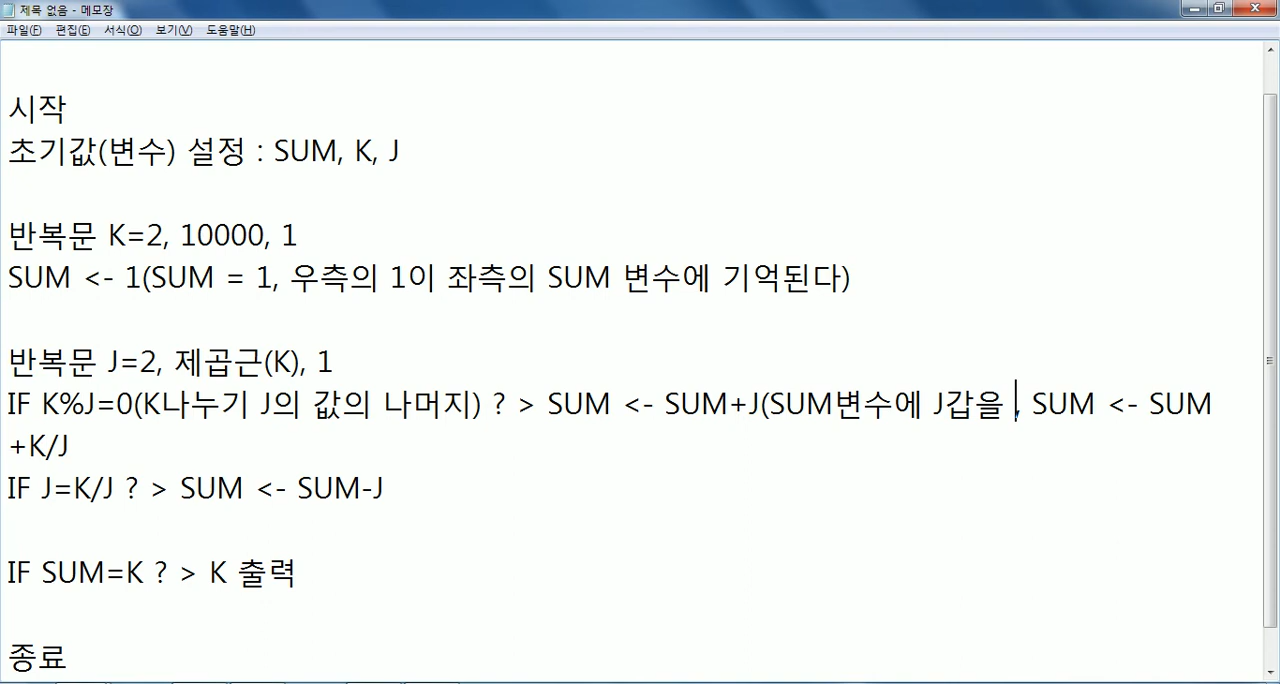 제목 없음 - 메모장
파일(F) 편집(E) 서식(O) 보기(V) 도움말(H)
시작
초기값(변수) 설정 : SUM, K, J
반복문 K=2, 10000, 1
SUM <- 1(SUM = 1, 우측의 1이 좌측의 SUM 변수에 기억된다)
반복문 J=2, 제곱근(K), 1
IF K%J=0(K나누기 J의 값의 나머지) ? > SUM <- SUM+J(SUM변수에 J갑을 , SUM <- SUM
+K/J
IF J=K/J ? > SUM <- SUM-J
IF SUM=K ? > K 출력
종료